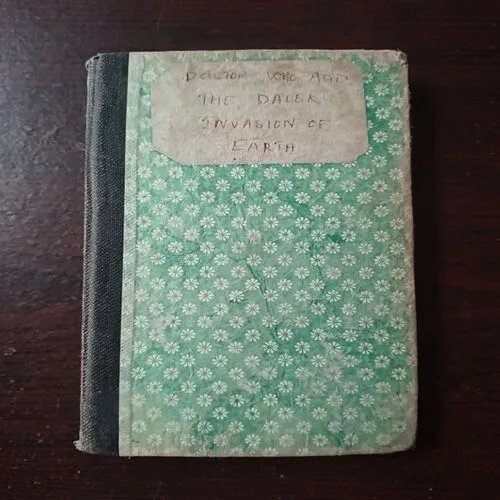 DOCTOR WHO AND
THE DALEK
INVASION OF
EARTH